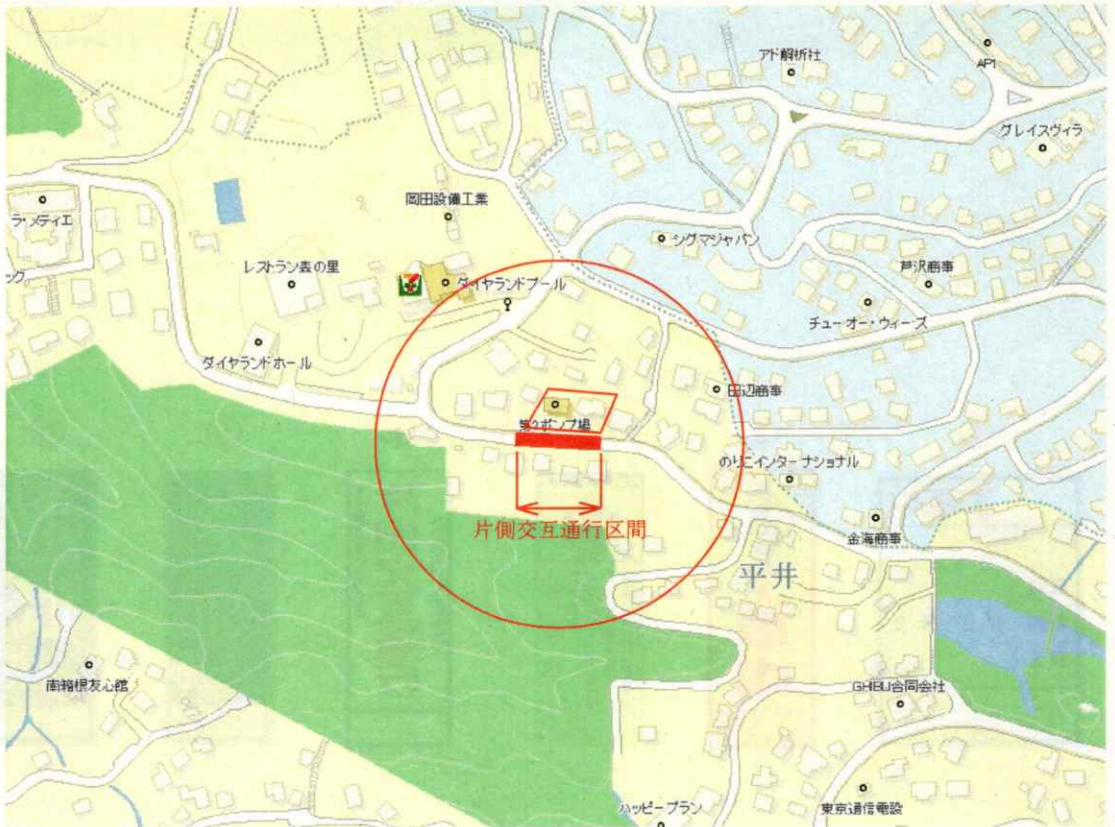 アド解析社
API
グレイスヴィラ
ラ・メティエ
岡田設備工業
シグマジャパン
レストラン森の里
芦沢商事
ック
ダイヤランドプール
チューオー・ウィーズ
ダイヤランドホール
田辺商事
第2ポンプ場
のりこインターナショナル
片側交互通行区間
金海商事
平井
南箱根友心館
GHIBU合同会社
ハッピープラン
東京通信電設